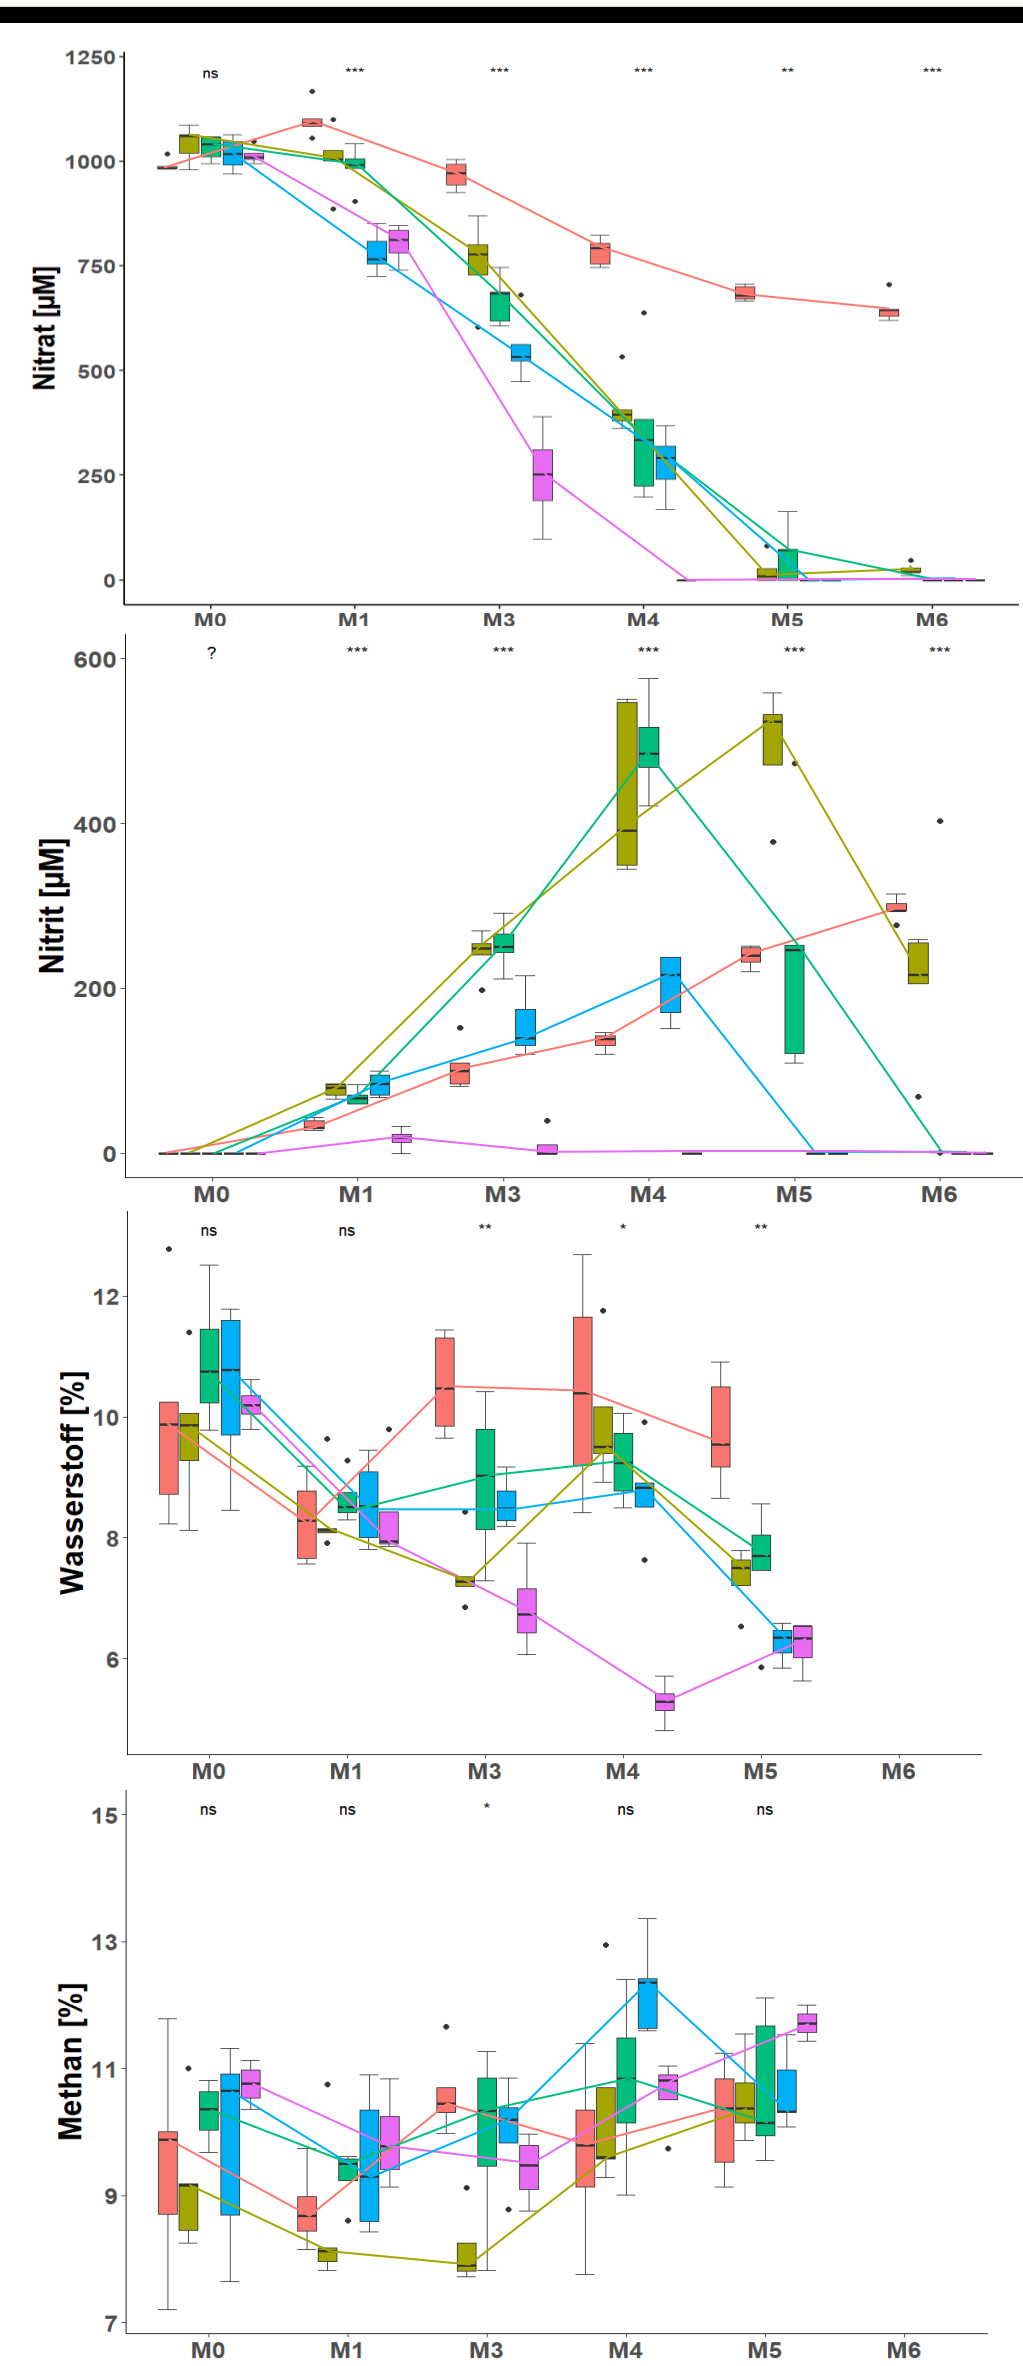 1250
ns *** *** *** ** ***
1000
750
500
250
0
Nitrat [µM]
M0 M1 M3 M4 M5 M6
600
? *** *** *** *** ***
400
200
0
Nitrit [µM]
M0 M1 M3 M4 M5 M6
ns ns ** * **
12
10
8
6
Wasserstoff [%]
M0 M1 M3 M4 M5 M6
15
ns ns * ns ns
13
11
9
7
Methan [%]
M0 M1 M3 M4 M5 M6